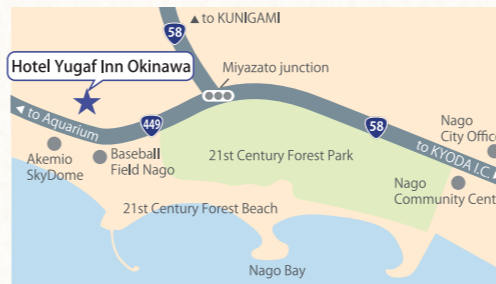 ▲ to KUNIGAMI
58
Hotel Yugaf Inn Okinawa
Miyazato junction
◀ to Aquarium
449
58
Nago
City Office
to KYODA I.C.
Akemio
SkyDome
Baseball
Field Nago
21st Century Forest Park
Nago
Community Cent
21st Century Forest Beach
Nago Bay